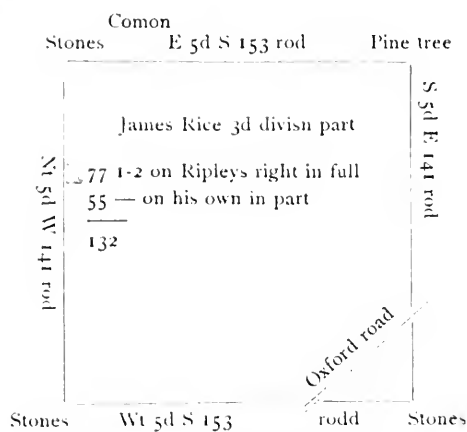 Comon
Stones E 5d S 153 rod Pine tree
S 5d E 141 rod
James Rice 3d divisn part
77 1-2 on Ripleys right in full
55 — on his own in part
132
Nt 5d W 141 rod
Oxford road
Stones Wt 5d S 153 rodd Stones